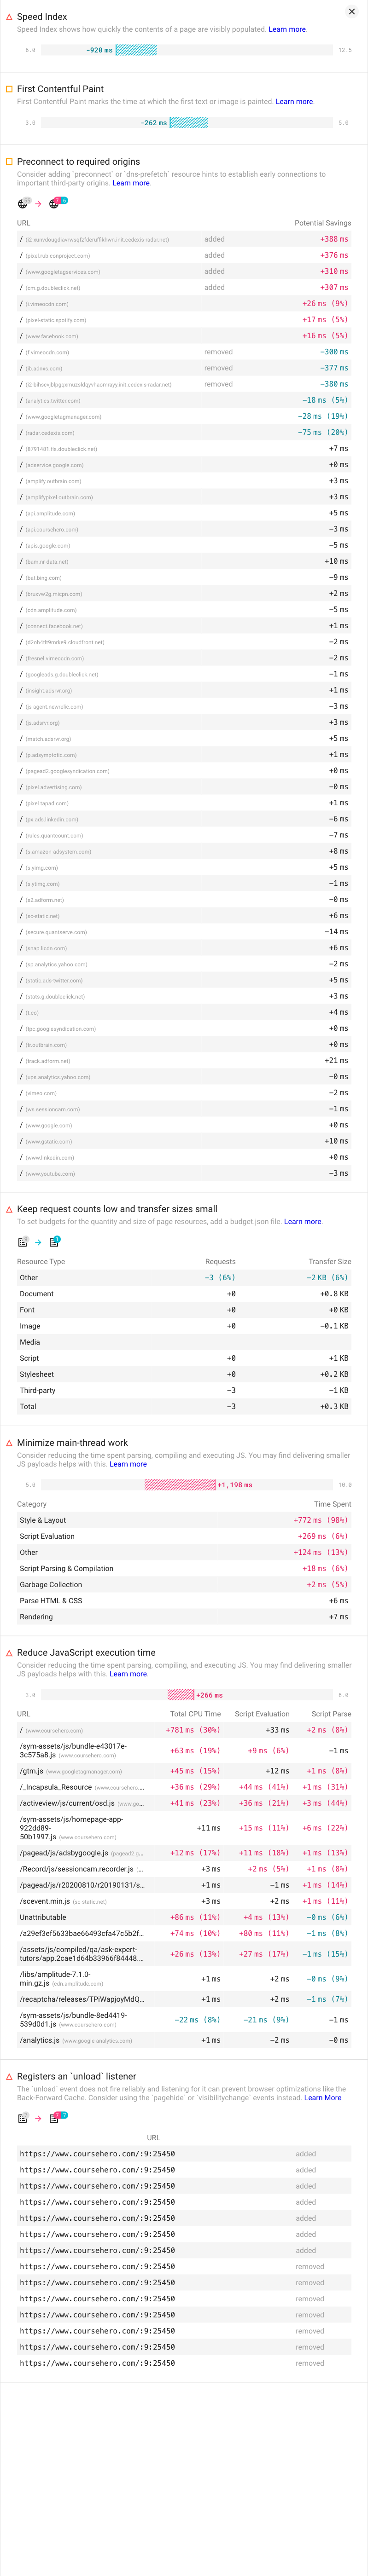 Speed Index
Speed Index shows how quickly the contents of a page are visibly populated. Learn more.
6.0 −920 ms 12.5
First Contentful Paint
First Contentful Paint marks the time at which the first text or image is painted. Learn more.
3.0 −262 ms 5.0
Preconnect to required origins
Consider adding `preconnect` or `dns-prefetch` resource hints to establish early connections to
important third-party origins. Learn more.
URL Potential Savings
/ added +388 ms
/ (pixel.rubiconproject.com) added +376 ms
/ (www.googletagservices.com) added +310 ms
/ (cm.g.doubleclick.net) added +307 ms
/ (i.vimeocdn.com) +26 ms (9%)
/ (pixel-static.spotify.com) +17 ms (5%)
/ (www.facebook.com) +16 ms (5%)
/ (f.vimeocdn.com) removed −300 ms
/ (ib.adnxs.com) removed −377 ms
/ removed −380 ms
/ (analytics.twitter.com) −18 ms (5%)
/ (www.googletagmanager.com) −28 ms (19%)
/ (radar.cedexis.com) −75 ms (20%)
/ (8791481.fls.doubleclick.net) +7 ms
/ (adservice.google.com) +0 ms
/ (amplify.outbrain.com) +3 ms
/ (amplifypixel.outbrain.com) +3 ms
/ (api.amplitude.com) +5 ms
/ (api.coursehero.com) −3 ms
/ (apis.google.com) −5 ms
/ (bam.nr-data.net) +10 ms
/ (bat.bing.com) −9 ms
/ +2 ms
/ (cdn.amplitude.com) −5 ms
/ (connect.facebook.net) +1 ms
/ −2 ms
/ (fresnel.vimeocdn.com) −2 ms
/ (googleads.g.doubleclick.net) −1 ms
/ (insight.adsrvr.org) +1 ms
/ (js-agent.newrelic.com) −3 ms
/ (js.adsrvr.org) +3 ms
/ (match.adsrvr.org) +5 ms
/ (p.adsymptotic.com) +1 ms
/ (pagead2.googlesyndication.com) +0 ms
/ (pixel.advertising.com) −0 ms
/ (pixel.tapad.com) +1 ms
/ (px.ads.linkedin.com) −6 ms
/ (rules.quantcount.com) −7 ms
/ (s.amazon-adsystem.com) +8 ms
/ (s.yimg.com) +5 ms
/ (s.ytimg.com) −1 ms
/ (s2.adform.net) −0 ms
/ (sc-static.net) +6 ms
/ (secure.quantserve.com) −14 ms
/ (snap.licdn.com) +6 ms
/ (sp.analytics.yahoo.com) −2 ms
/ (static.ads-twitter.com) +5 ms
/ (stats.g.doubleclick.net) +3 ms
/ (t.co) +4 ms
/ (tpc.googlesyndication.com) +0 ms
/ (tr.outbrain.com) +0 ms
/ (track.adform.net) +21 ms
/ (ups.analytics.yahoo.com) −0 ms
/ (vimeo.com) −2 ms
/ (ws.sessioncam.com) −1 ms
/ (www.google.com) +0 ms
/ (www.gstatic.com) +10 ms
/ (www.linkedin.com) +0 ms
/ (www.youtube.com) −3 ms
Keep request counts low and transfer sizes small
To set budgets for the quantity and size of page resources, add a budget.json file. Learn more.
Resource Type Requests Transfer Size
Other −3 (6%) −2 KB (6%)
Document +0 +0.8 KB
Font +0 +0 KB
Image +0 −0.1 KB
Media
Script +0 +1 KB
Stylesheet +0 +0.2 KB
Third-party −3 −1 KB
Total −3 +0.3 KB
Minimize main-thread work
Consider reducing the time spent parsing, compiling and executing JS. You may find delivering smaller
JS payloads helps with this. Learn more
5.0 +1,198 ms 10.0
Category Time Spent
Style & Layout +772 ms (98%)
Script Evaluation +269 ms (6%)
Other +124 ms (13%)
Script Parsing & Compilation +18 ms (6%)
Garbage Collection +2 ms (5%)
Parse HTML & CSS +6 ms
Rendering +7 ms
Reduce JavaScript execution time
Consider reducing the time spent parsing, compiling, and executing JS. You may find delivering smaller
JS payloads helps with this. Learn more.
3.0 +266 ms 6.0
URL Total CPU Time Script Evaluation Script Parse
/ (www.coursehero.com) +781 ms (30%) +33 ms +2 ms (8%)
/sym-assets/js/bundle-e43017e-
3c575a8.js (www.coursehero.com) +63 ms (19%) +9 ms (6%) −1 ms
/gtm.js (www.googletagmanager.com) +45 ms (15%) +12 ms +1 ms (8%)
/_Incapsula_Resource (www.coursehero.… +36 ms (29%) +44 ms (41%) +1 ms (31%)
/activeview/js/current/osd.js (www.go… +41 ms (23%) +36 ms (21%) +3 ms (44%)
/sym-assets/js/homepage-app-
922dd89-
50b1997.js (www.coursehero.com) +11 ms +15 ms (11%) +6 ms (22%)
/pagead/js/adsbygoogle.js (pagead2.g… +12 ms (17%) +11 ms (18%) +1 ms (13%)
/Record/js/sessioncam.recorder.js (… +3 ms +2 ms (5%) +1 ms (8%)
/pagead/js/r20200810/r20190131/s… +1 ms −1 ms +1 ms (14%)
/scevent.min.js (sc-static.net) +3 ms +2 ms +1 ms (11%)
Unattributable +86 ms (11%) +4 ms (13%) −0 ms (6%)
/a29ef3ef5633bae66493cfa47c5b2f… +74 ms (10%) +80 ms (11%) −1 ms (8%)
/assets/js/compiled/qa/ask-expert-
tutors/app.2cae1d64b33966f84448.… +26 ms (13%) +27 ms (17%) −1 ms (15%)
/libs/amplitude-7.1.0-
min.gz.js (cdn.amplitude.com) +1 ms +2 ms −0 ms (9%)
/recaptcha/releases/TPiWapjoyMdQ… +1 ms +2 ms −1 ms (7%)
/sym-assets/js/bundle-8ed4419-
539d0d1.js (www.coursehero.com) −22 ms (8%) −21 ms (9%) −1 ms
/analytics.js (www.google-analytics.com) +1 ms −2 ms −0 ms
Registers an `unload` listener
The `unload` event does not fire reliably and listening for it can prevent browser optimizations like the
Back-Forward Cache. Consider using the `pagehide` or `visibilitychange` events instead. Learn More
URL
https://www.coursehero.com/:9:25450 added
https://www.coursehero.com/:9:25450 added
https://www.coursehero.com/:9:25450 added
https://www.coursehero.com/:9:25450 added
https://www.coursehero.com/:9:25450 added
https://www.coursehero.com/:9:25450 added
https://www.coursehero.com/:9:25450 added
https://www.coursehero.com/:9:25450 removed
https://www.coursehero.com/:9:25450 removed
https://www.coursehero.com/:9:25450 removed
https://www.coursehero.com/:9:25450 removed
https://www.coursehero.com/:9:25450 removed
https://www.coursehero.com/:9:25450 removed
https://www.coursehero.com/:9:25450 removed